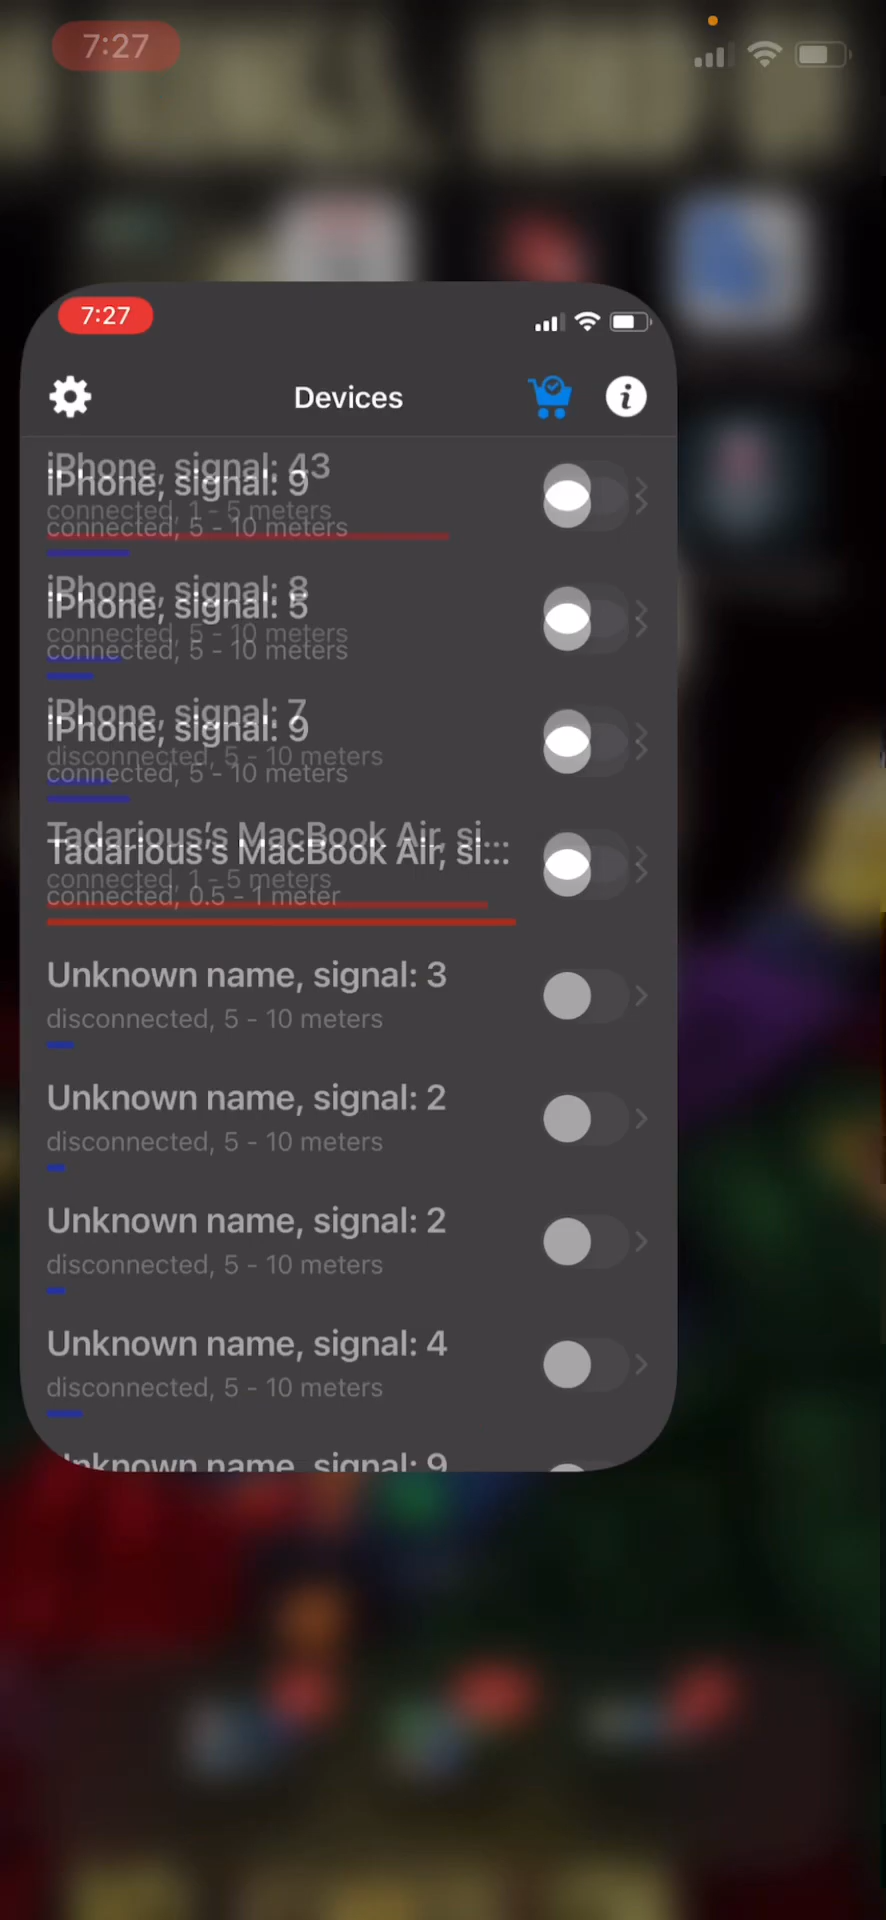 7:27
7:27
Devices
iPhone, signal: 43
iPhone, signal: 9
connected, 1 - 5 meters
connected, 5 - 10 meters
iPhone, signal: 8
iPhone, signal: 5
connected, 5 - 10 meters
connected, 5 - 10 meters
iPhone, signal: 7
iPhone, signal: 9
disconnected, 5 - 10 meters
connected, 5 - 10 meters
Tadarious's MacBook Air, si...
Tadarious's MacBook Air, si...
connected, 1 - 5 meters
connected, 0.5 - 1 meter
Unknown name, signal: 3
disconnected, 5 - 10 meters
Unknown name, signal: 2
disconnected, 5 - 10 meters
Unknown name, signal: 2
disconnected, 5 - 10 meters
Unknown name, signal: 4
disconnected, 5 - 10 meters
Unknown name, signal: 9